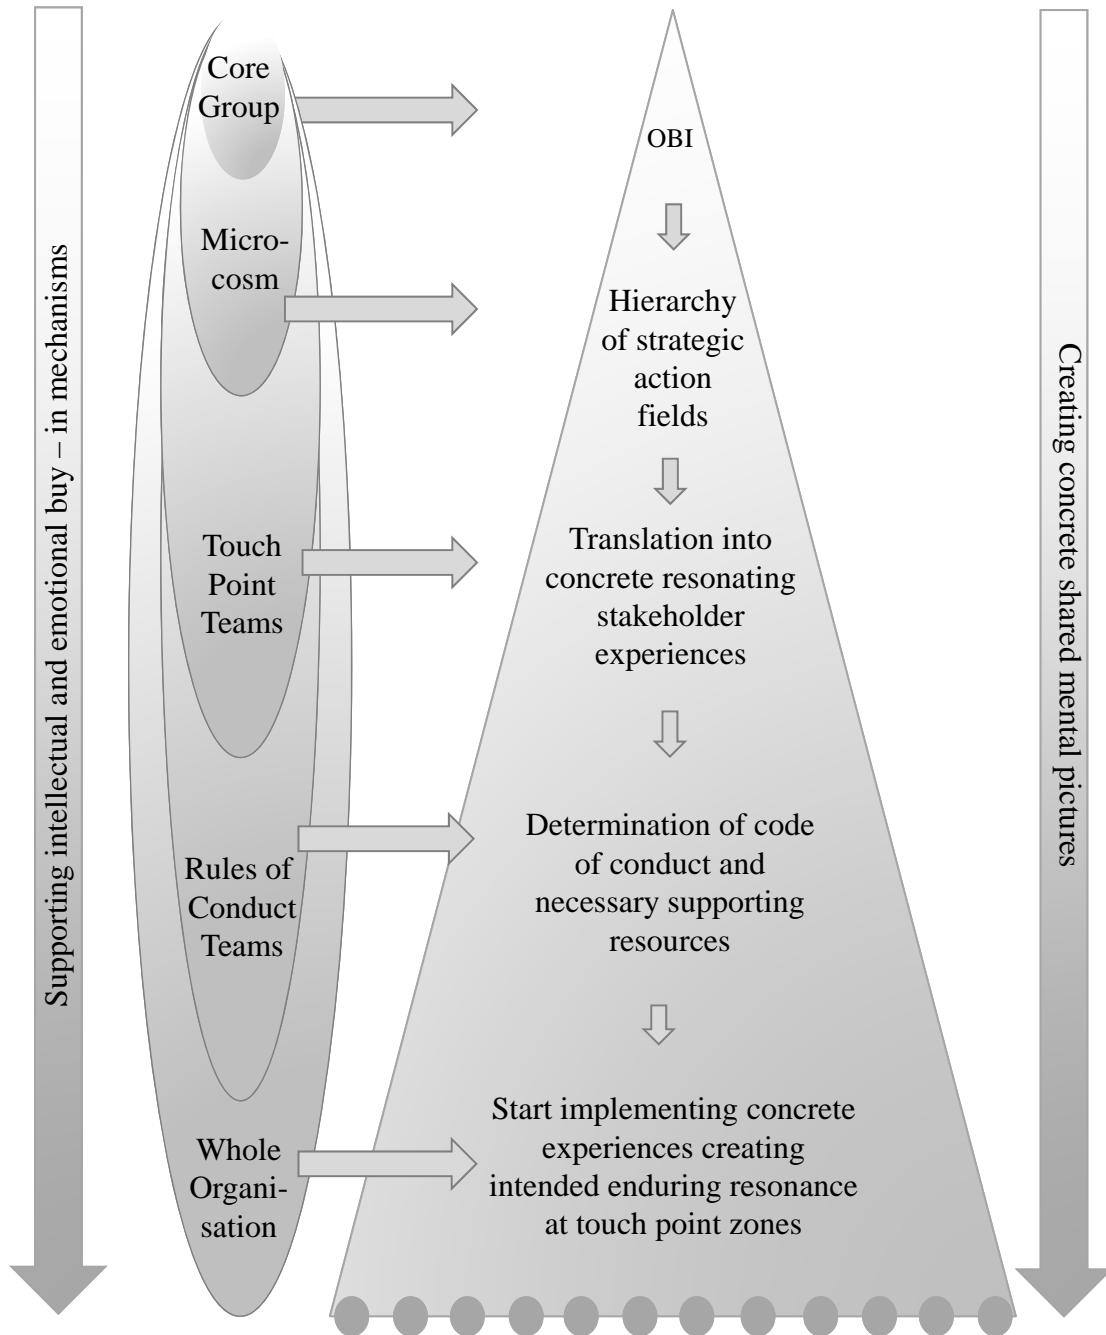 Supporting intellectual and emotional buy – in mechanisms
Core
Group
Micro-
cosm
Touch
Point
Teams
Rules of
Conduct
Teams
Whole
Organi-
sation
OBI
Hierarchy
of strategic
action
fields
Translation into
concrete resonating
stakeholder
experiences
Determination of code
of conduct and
necessary supporting
resources
Start implementing concrete
experiences creating
intended enduring resonance
at touch point zones
Creating concrete shared mental pictures